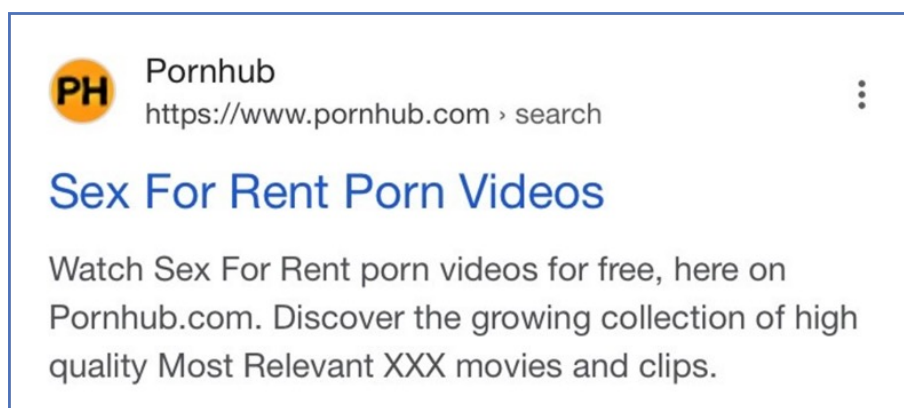 PH
Pornhub
https://www.pornhub.com › search
Sex For Rent Porn Videos
Watch Sex For Rent porn videos for free, here on
Pornhub.com. Discover the growing collection of high
quality Most Relevant XXX movies and clips.